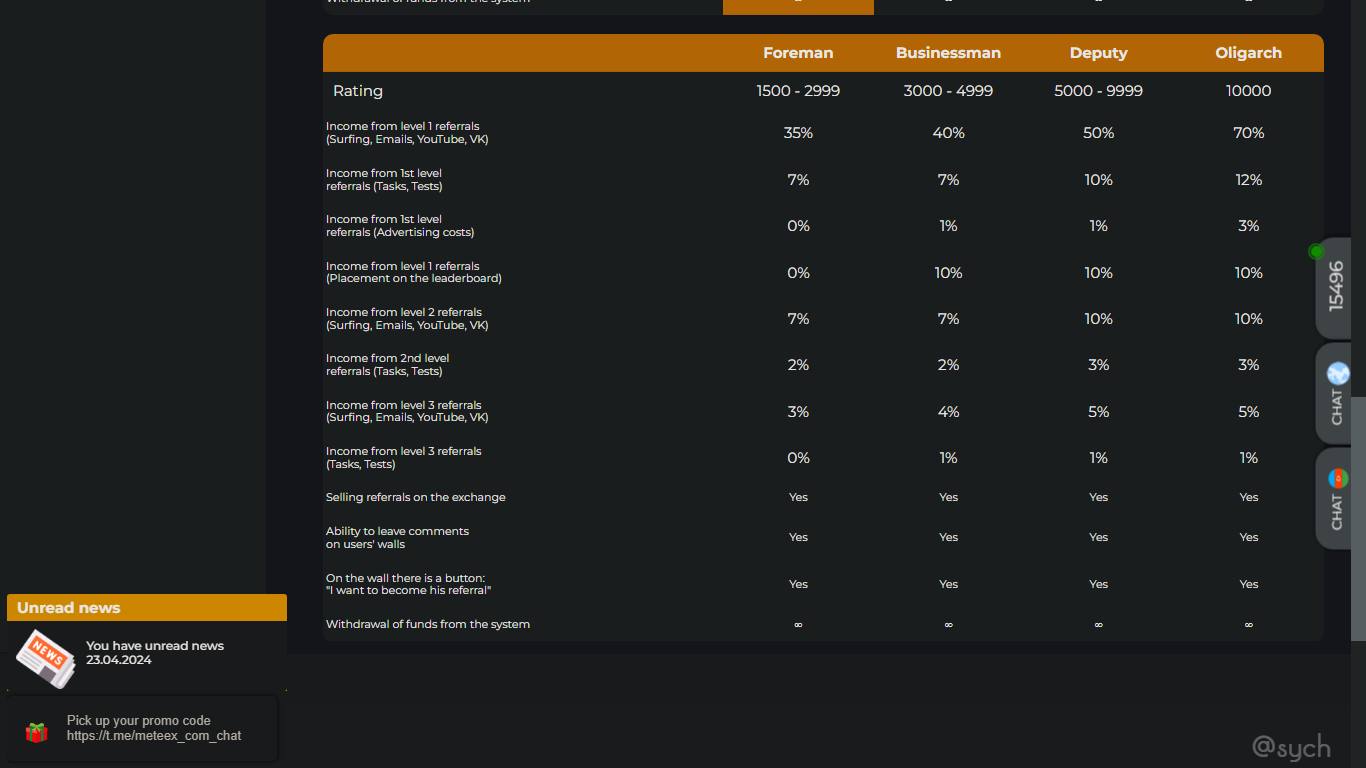 Withdrawal of funds from the system ∞ ∞ ∞ ∞
Foreman Businessman Deputy Oligarch
Rating 1500 - 2999 3000 - 4999 5000 - 9999 10000
Income from level 1 referrals
(Surfing, Emails, YouTube, VK) 35% 40% 50% 70%
Income from 1st level
referrals (Tasks, Tests) 7% 7% 10% 12%
Income from 1st level
referrals (Advertising costs) 0% 1% 1% 3%
Income from level 1 referrals
(Placement on the leaderboard) 0% 10% 10% 10%
Income from level 2 referrals
(Surfing, Emails, YouTube, VK) 7% 7% 10% 10%
Income from 2nd level
referrals (Tasks, Tests) 2% 2% 3% 3%
Income from level 3 referrals
(Surfing, Emails, YouTube, VK) 3% 4% 5% 5%
Income from level 3 referrals
(Tasks, Tests) 0% 1% 1% 1%
Selling referrals on the exchange Yes Yes Yes Yes
Ability to leave comments
on users' walls Yes Yes Yes Yes
On the wall there is a button:
"I want to become his referral" Yes Yes Yes Yes
Withdrawal of funds from the system ∞ ∞ ∞ ∞
15496
CHAT
CHAT
Unread news
NEWS
You have unread news
23.04.2024
Pick up your promo code
https://t.me/meteex_com_chat
@sych